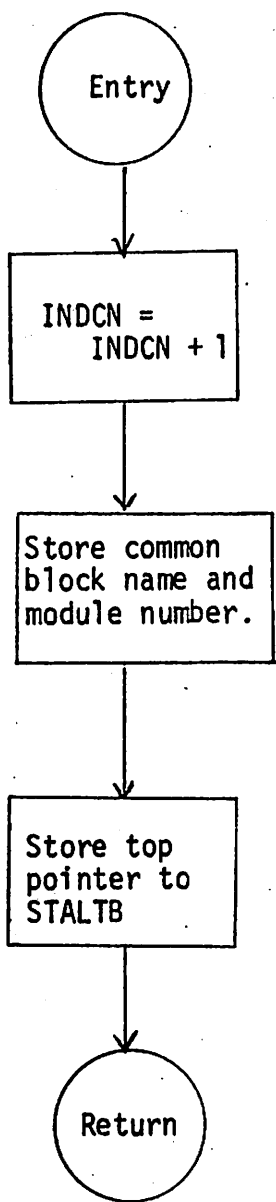 Entry
INDCN =
INDCN + 1
Store common
block name and
module number.
Store top
pointer to
STALTB
Return